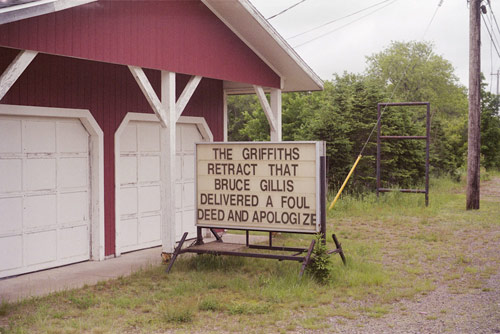 THE GRIFFITHS
RETRACT THAT
BRUCE GILLIS
DELIVERED A FOUL
DEED AND APOLOGIZE